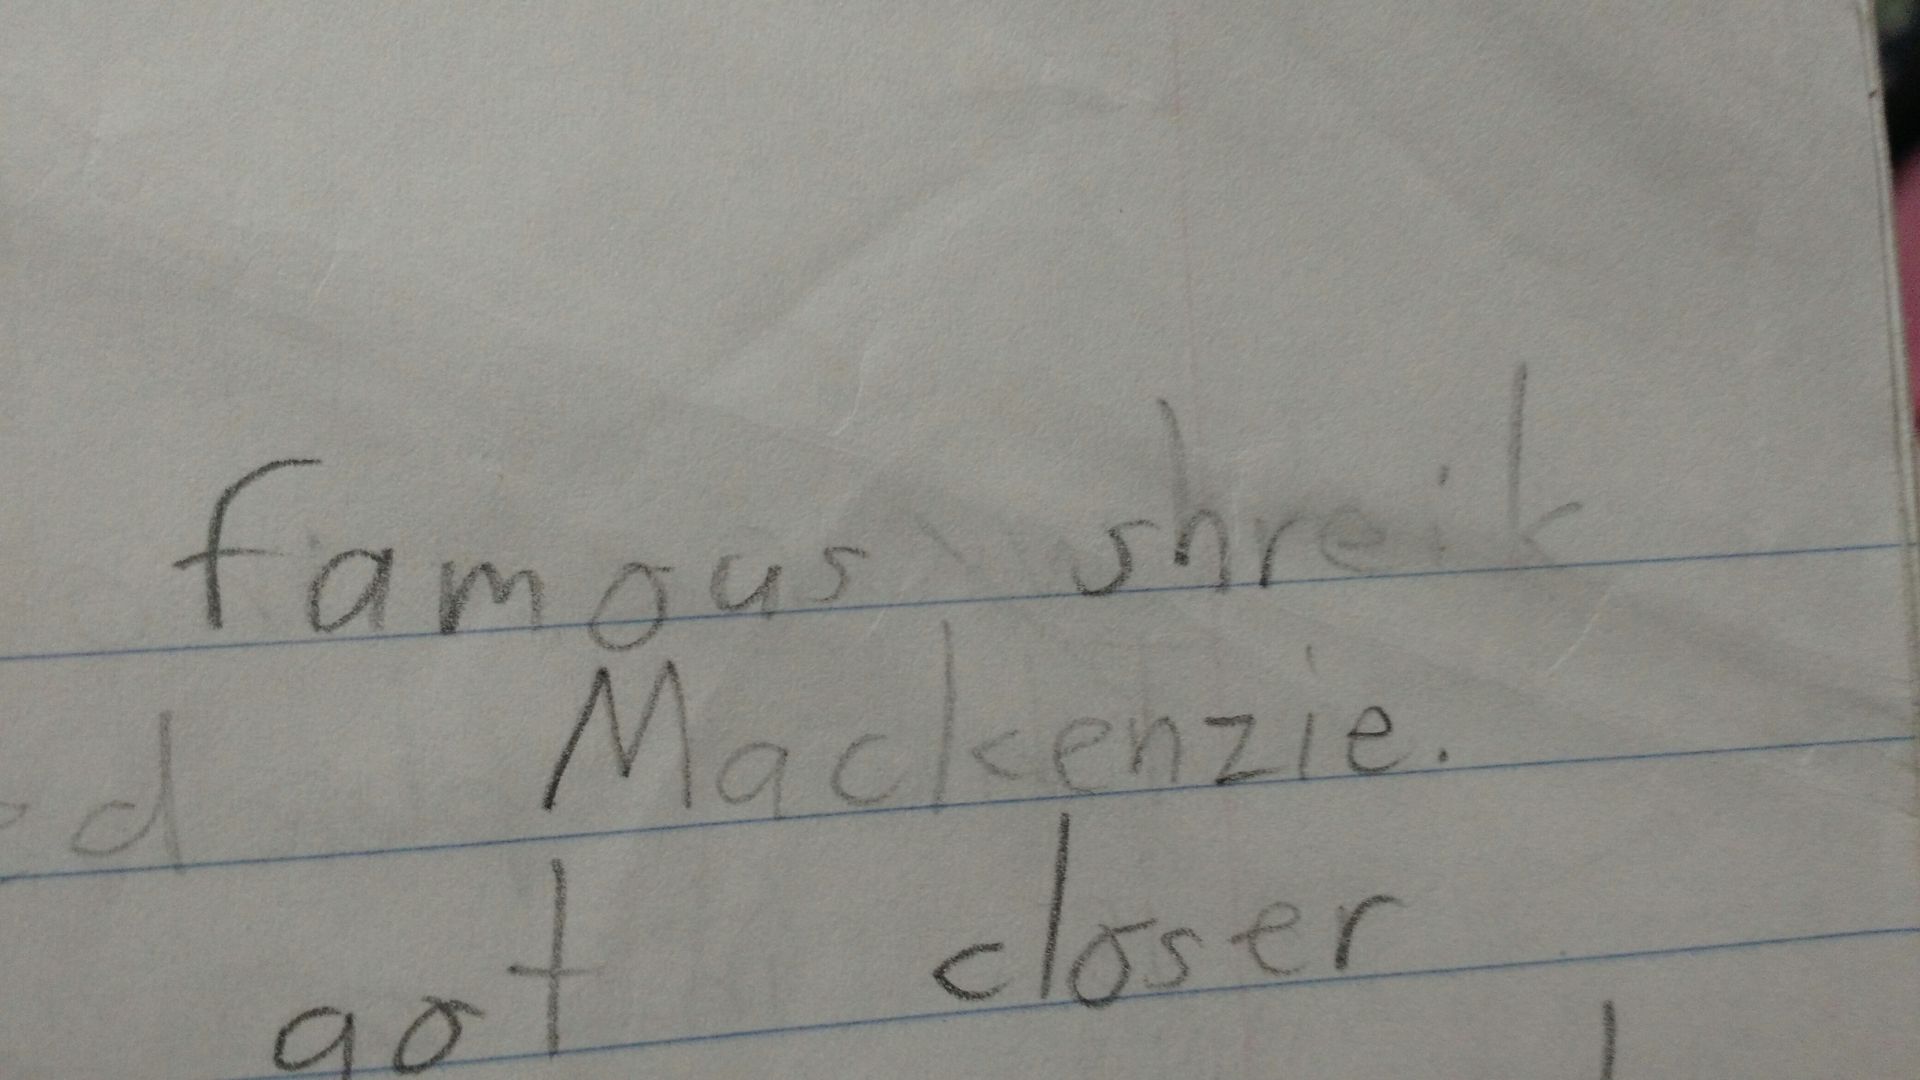 famous shreik
d Mackenzie.
got closer